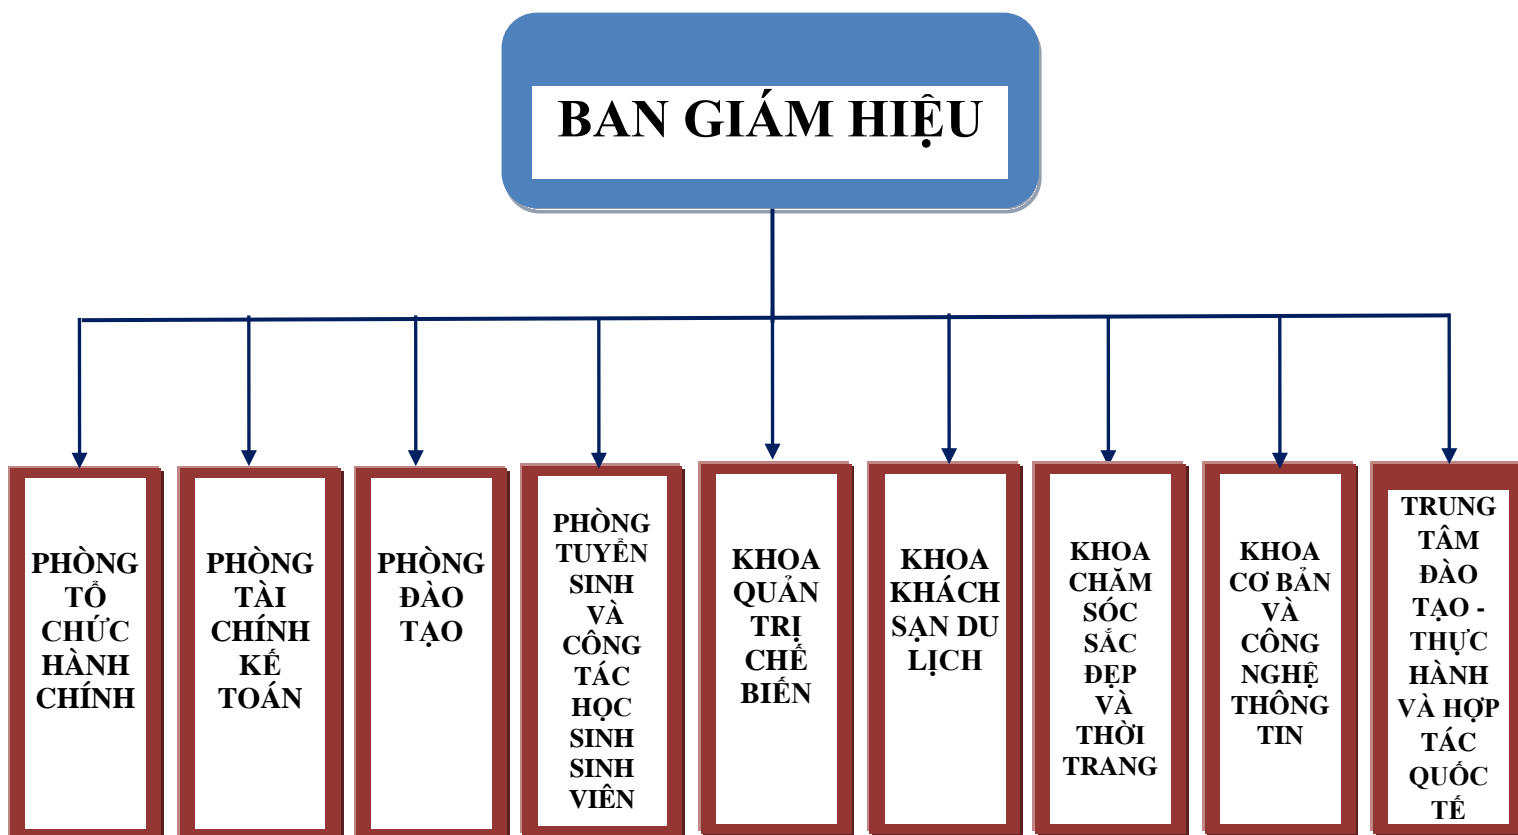 BAN GIÁM HIỆU
PHÒNG
TỔ
CHỨC
HÀNH
CHÍNH
PHÒNG
TÀI
CHÍNH
KẾ
TOÁN
PHÒNG
ĐÀO
TẠO
PHÒNG
TUYỂN
SINH
VÀ
CÔNG
TÁC
HỌC
SINH
SINH
VIÊN
KHOA
QUẢN
TRỊ
CHẾ
BIẾN
KHOA
KHÁCH
SẠN DU
LỊCH
KHOA
CHĂM
SÓC
SẮC
ĐẸP
VÀ
THỜI
TRANG
KHOA
CƠ BẢN
VÀ
CÔNG
NGHỆ
THÔNG
TIN
TRUNG
TÂM
ĐÀO
TẠO -
THỰC
HÀNH
VÀ HỢP
TÁC
QUỐC
TẾ